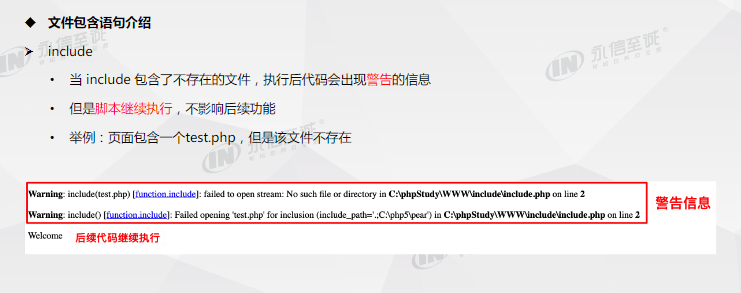 ◆ 文件包含语句介绍
➢ include
• 当 include 包含了不存在的文件，执行后代码会出现警告的信息
• 但是脚本继续执行，不影响后续功能
• 举例：页面包含一个test.php，但是该文件不存在
Warning: include(test.php) [function.include]: failed to open stream: No such file or directory in C:\phpStudy\WWW\include\include.php on line 2
Warning: include() [function.include]: Failed opening 'test.php' for inclusion (include_path='.;C:\php5\pear') in C:\phpStudy\WWW\include\include.php on line 2
警告信息
Welcome 后续代码继续执行
永信至诚
永信至诚
永信至诚